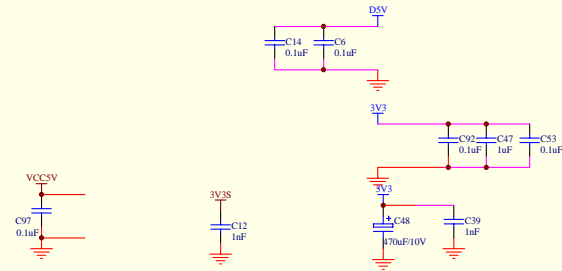 D5V
C14
0.1uF
C6
0.1uF
3V3
C92
0.1uF
C47
1uF
C53
0.1uF
VCC5V
C97
0.1uF
3V3S
C12
1nF
3V3
+
C48
470uF/10V
C39
1nF